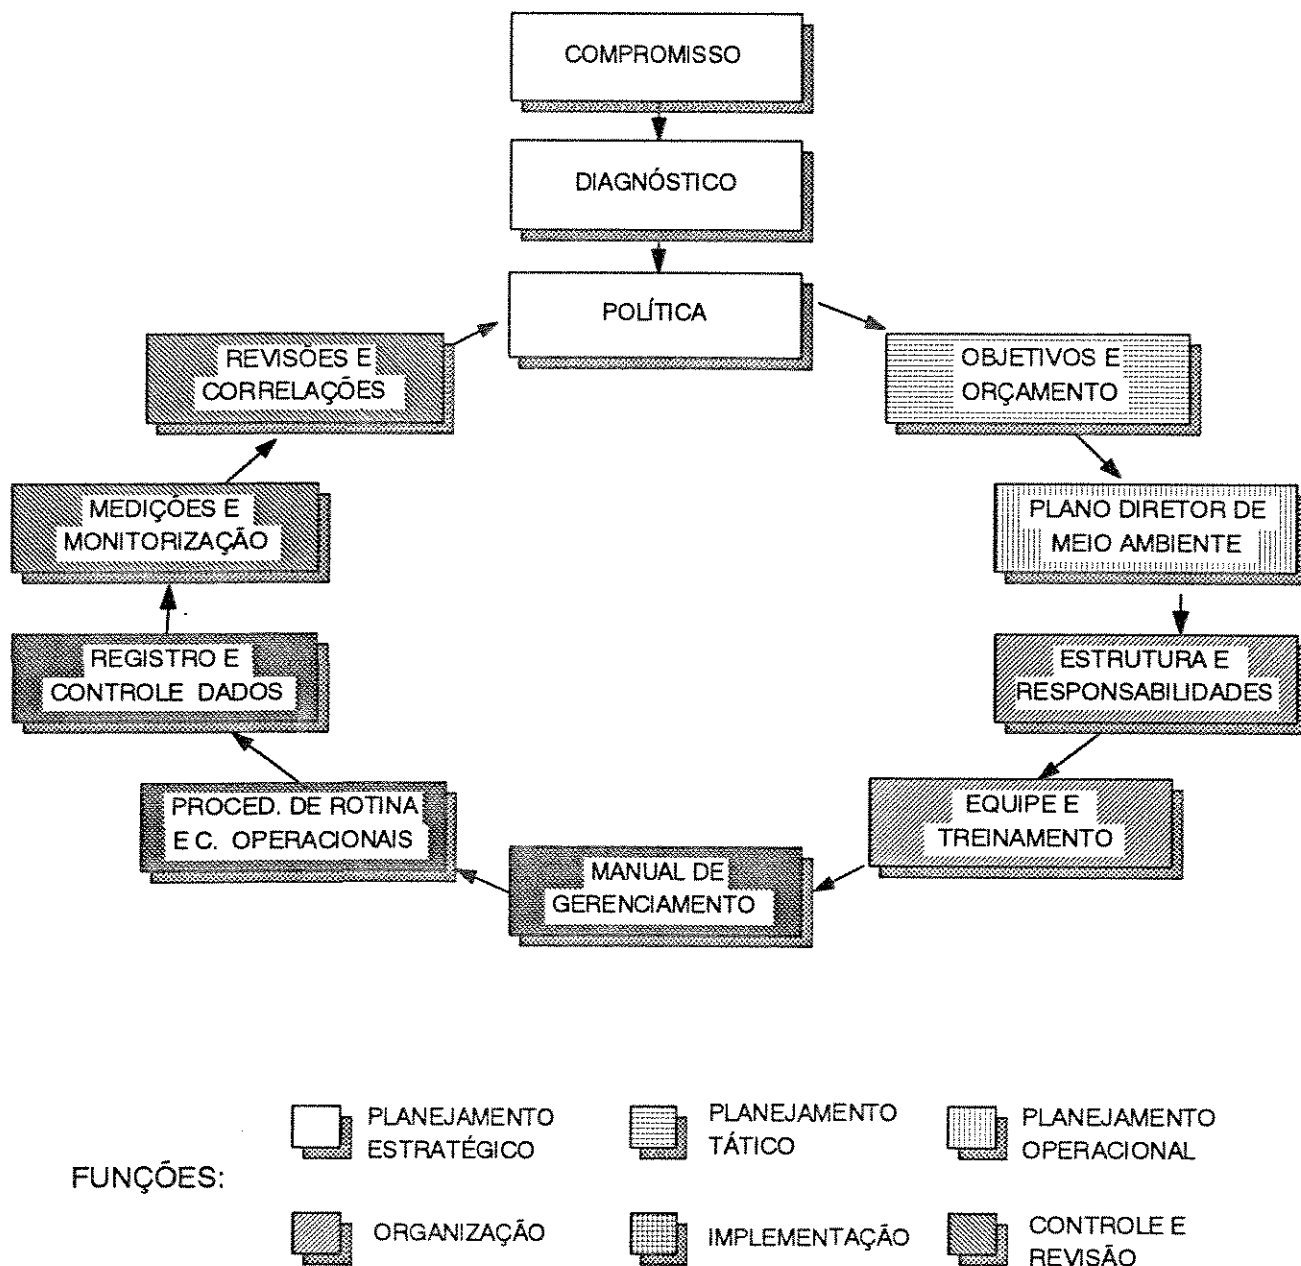 COMPROMISSO
DIAGNÓSTICO
POLÍTICA
OBJETIVOS E
ORÇAMENTO
PLANO DIRETOR DE
MEIO AMBIENTE
ESTRUTURA E
RESPONSABILIDADES
EQUIPE E
TREINAMENTO
MANUAL DE
GERENCIAMENTO
PROCED. DE ROTINA
E C. OPERACIONAIS
REGISTRO E
CONTROLE DADOS
MEDIÇÕES E
MONITORIZAÇÃO
REVISÕES E
CORRELAÇÕES
FUNÇÕES:
PLANEJAMENTO
ESTRATÉGICO
PLANEJAMENTO
TÁTICO
PLANEJAMENTO
OPERACIONAL
ORGANIZAÇÃO
IMPLEMENTAÇÃO
CONTROLE E
REVISÃO